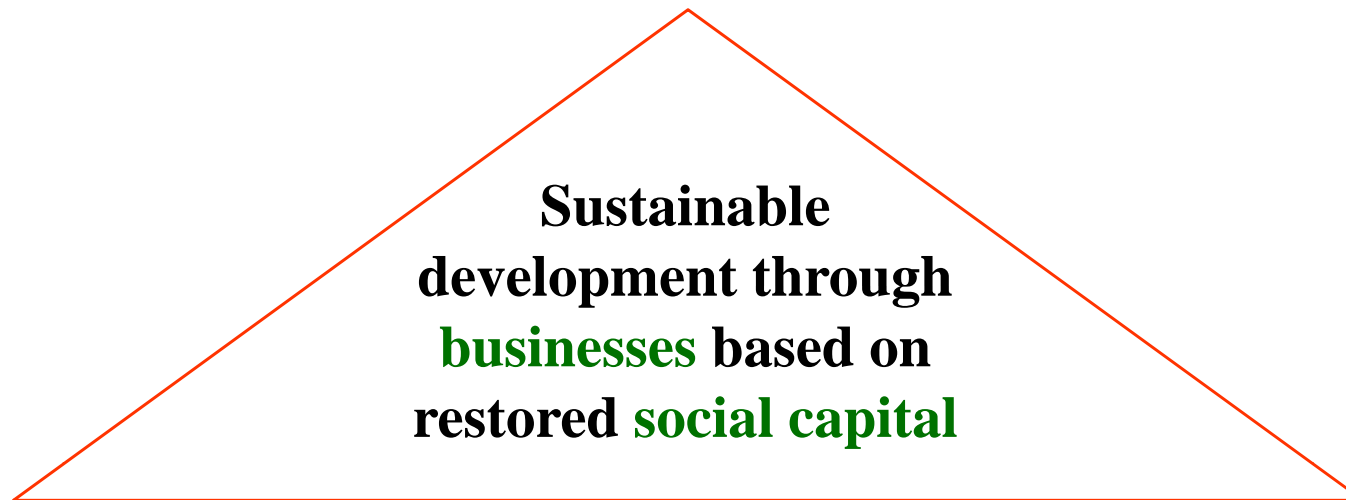 Sustainable
development through
businesses based on
restored social capital